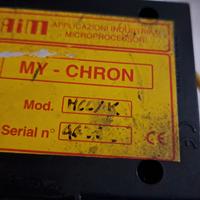 AiM APPLICAZIONI INDUSTRIALI
MICROPROCESSORI
MY - CHRON
Mod.
Serial n°
CE